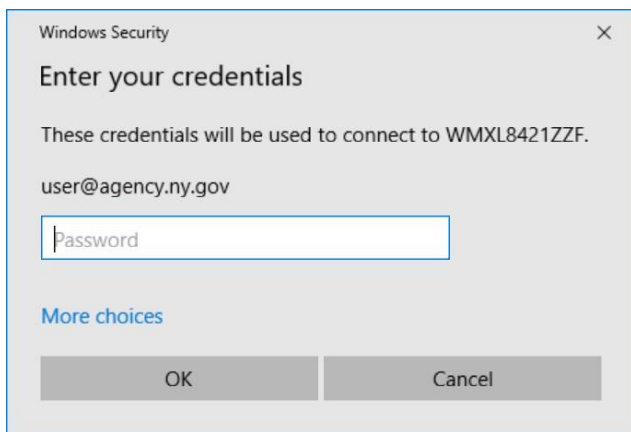 Windows Security
Enter your credentials
These credentials will be used to connect to WMXL8421ZZF.
user@agency.ny.gov
Password
More choices
OK Cancel